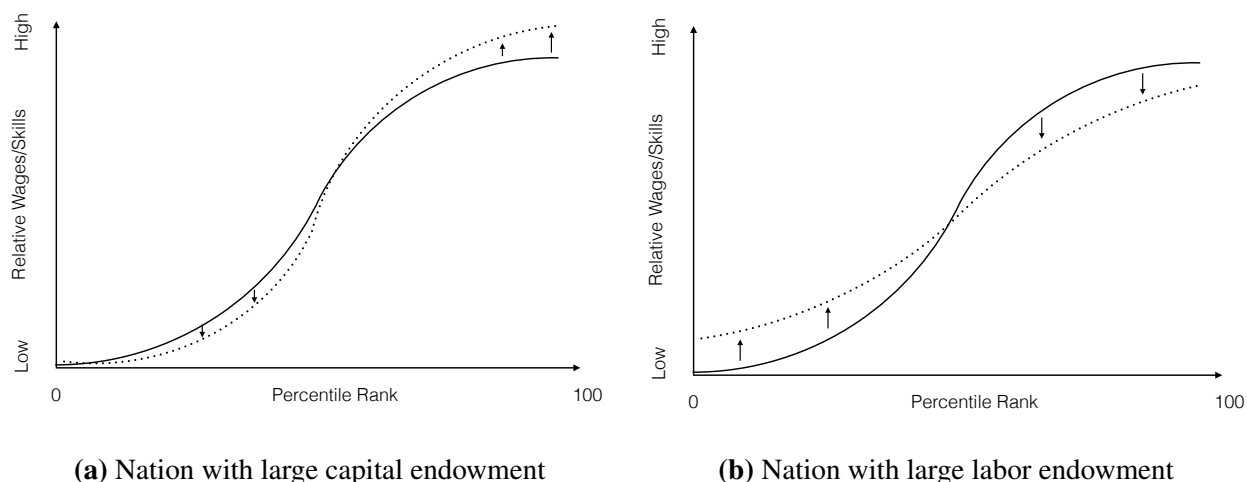 High
Relative Wages/Skills
Low
0
Percentile Rank
100
(a) Nation with large capital endowment
High
Relative Wages/Skills
Low
0
Percentile Rank
100
(b) Nation with large labor endowment